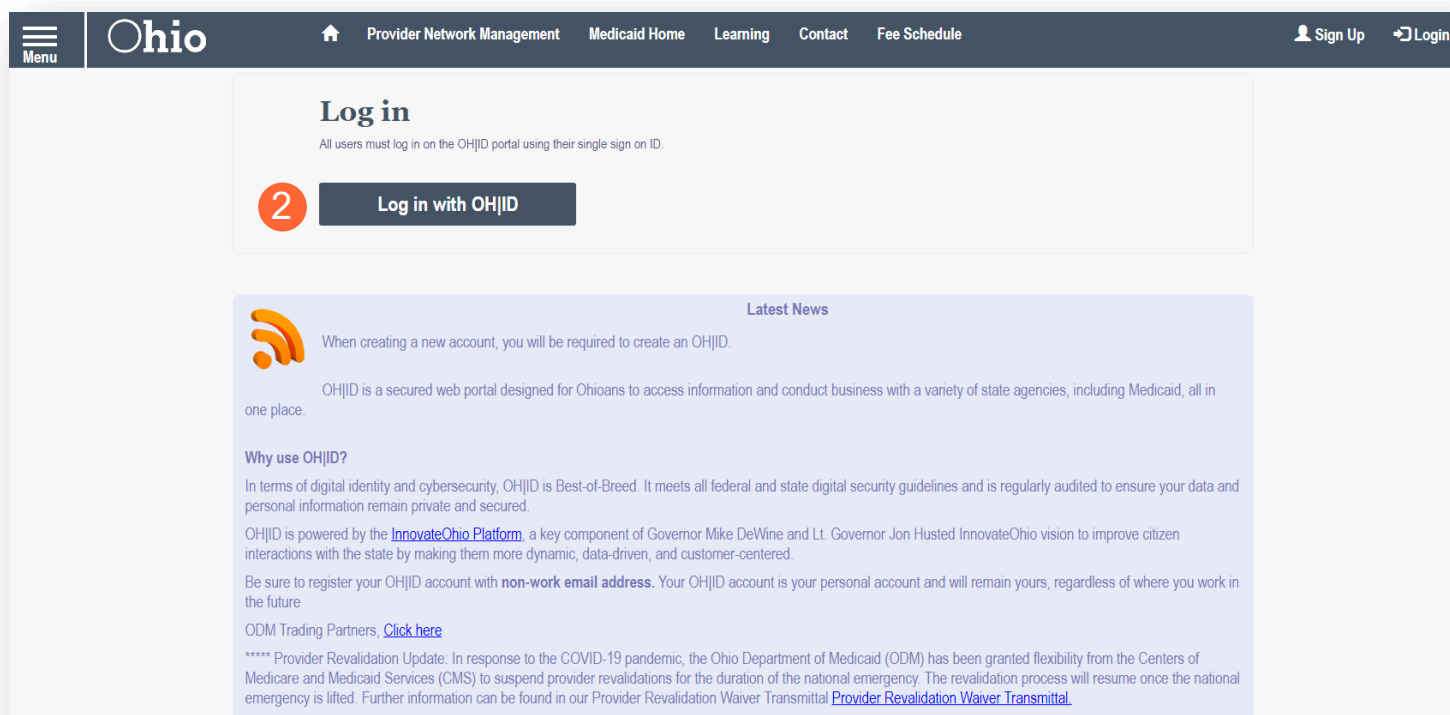 Menu
Ohio
Provider Network Management Medicaid Home Learning Contact Fee Schedule
Sign Up Login
Log in
All users must log in on the OH|ID portal using their single sign on ID.
2
Log in with OH|ID
Latest News
When creating a new account, you will be required to create an OH|ID.
OH|ID is a secured web portal designed for Ohioans to access information and conduct business with a variety of state agencies, including Medicaid, all in
one place.
Why use OH|ID?
In terms of digital identity and cybersecurity, OH|ID is Best-of-Breed. It meets all federal and state digital security guidelines and is regularly audited to ensure your data and
personal information remain private and secured.
OH|ID is powered by the InnovateOhio Platform, a key component of Governor Mike DeWine and Lt. Governor Jon Husted InnovateOhio vision to improve citizen
interactions with the state by making them more dynamic, data-driven, and customer-centered.
Be sure to register your OH|ID account with non-work email address. Your OH|ID account is your personal account and will remain yours, regardless of where you work in
the future
ODM Trading Partners, Click here
***** Provider Revalidation Update: In response to the COVID-19 pandemic, the Ohio Department of Medicaid (ODM) has been granted flexibility from the Centers of
Medicare and Medicaid Services (CMS) to suspend provider revalidations for the duration of the national emergency. The revalidation process will resume once the national
emergency is lifted. Further information can be found in our Provider Revalidation Waiver Transmittal Provider Revalidation Waiver Transmittal.